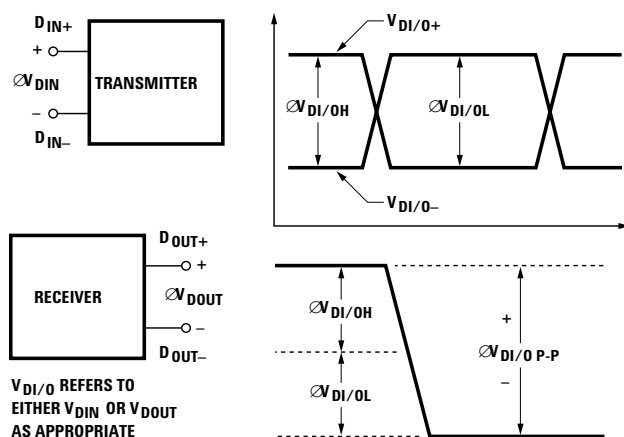 DIN+
+
∅VDIN
TRANSMITTER
–
DIN–
VDI/O+
∅VDI/OH
∅VDI/OL
VDI/O–
DOUT+
+
RECEIVER
∅VDOUT
–
DOUT–
VDI/O REFERS TO
EITHER VDIN OR VDOUT
AS APPROPRIATE
∅VDI/OH
∅VDI/OL
+
∅VDI/O P-P
–